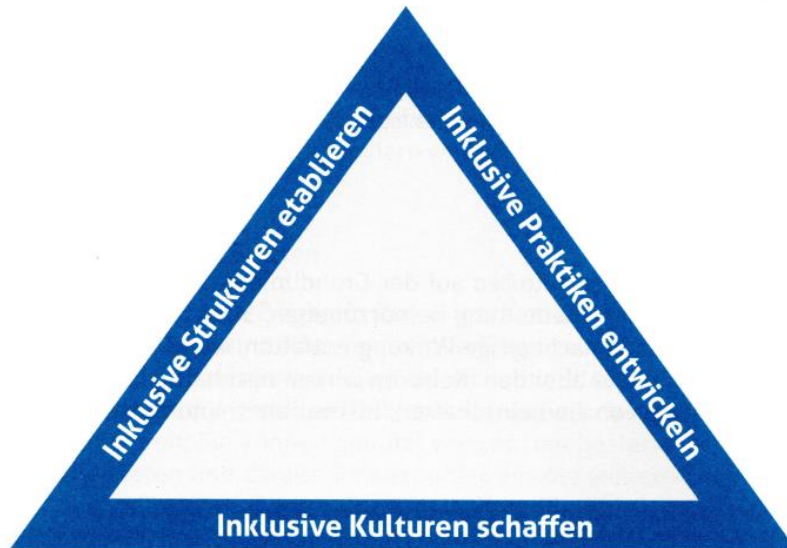 Inklusive Strukturen etablieren
Inklusive Praktiken entwickeln
Inklusive Kulturen schaffen